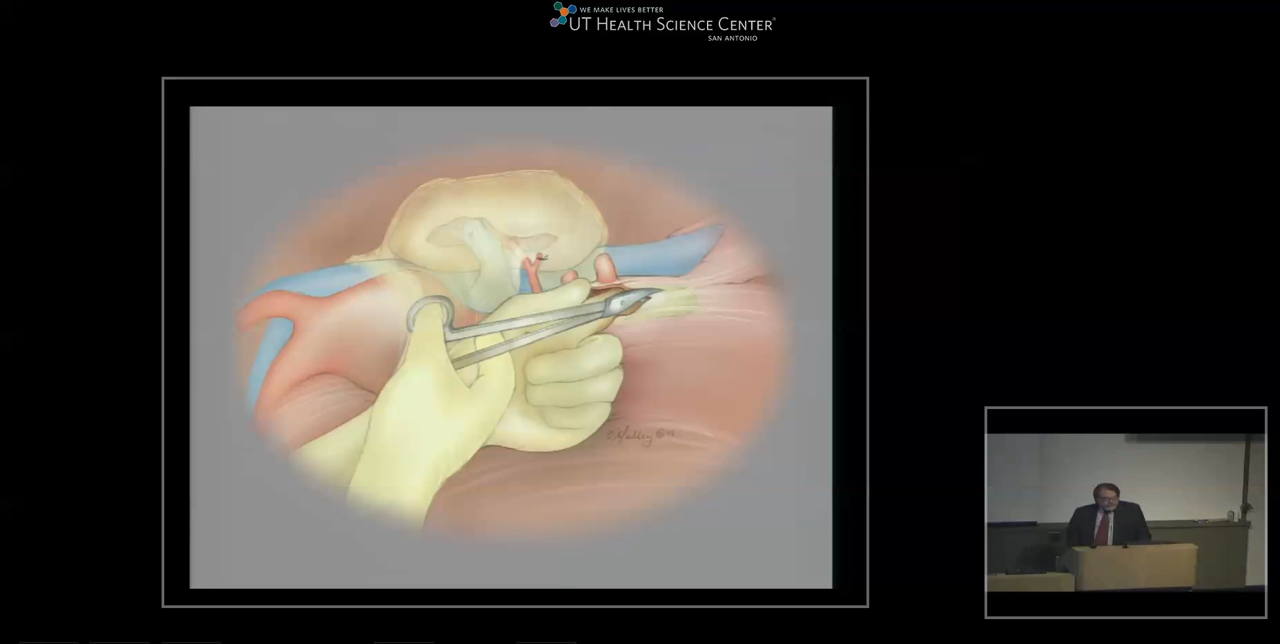 WE MAKE LIVES BETTER
UT HEALTH SCIENCE CENTER®
SAN ANTONIO